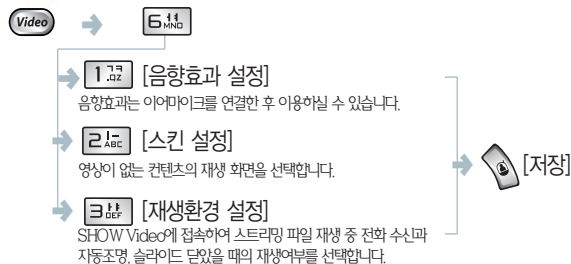 Video 6 MNO
1 ㄱㅋ .QZ [음향효과 설정]
음향효과는 이어마이크를 연결한 후 이용하실 수 있습니다.
2 ABC [스킨 설정]
영상이 없는 컨텐츠의 재생 화면을 선택합니다.
[저장]
3 DEF [재생환경 설정]
SHOW Video에 접속하여 스트리밍 파일 재생 중 전화 수신과
자동조명, 슬라이드 닫았을 때의 재생여부를 선택합니다.